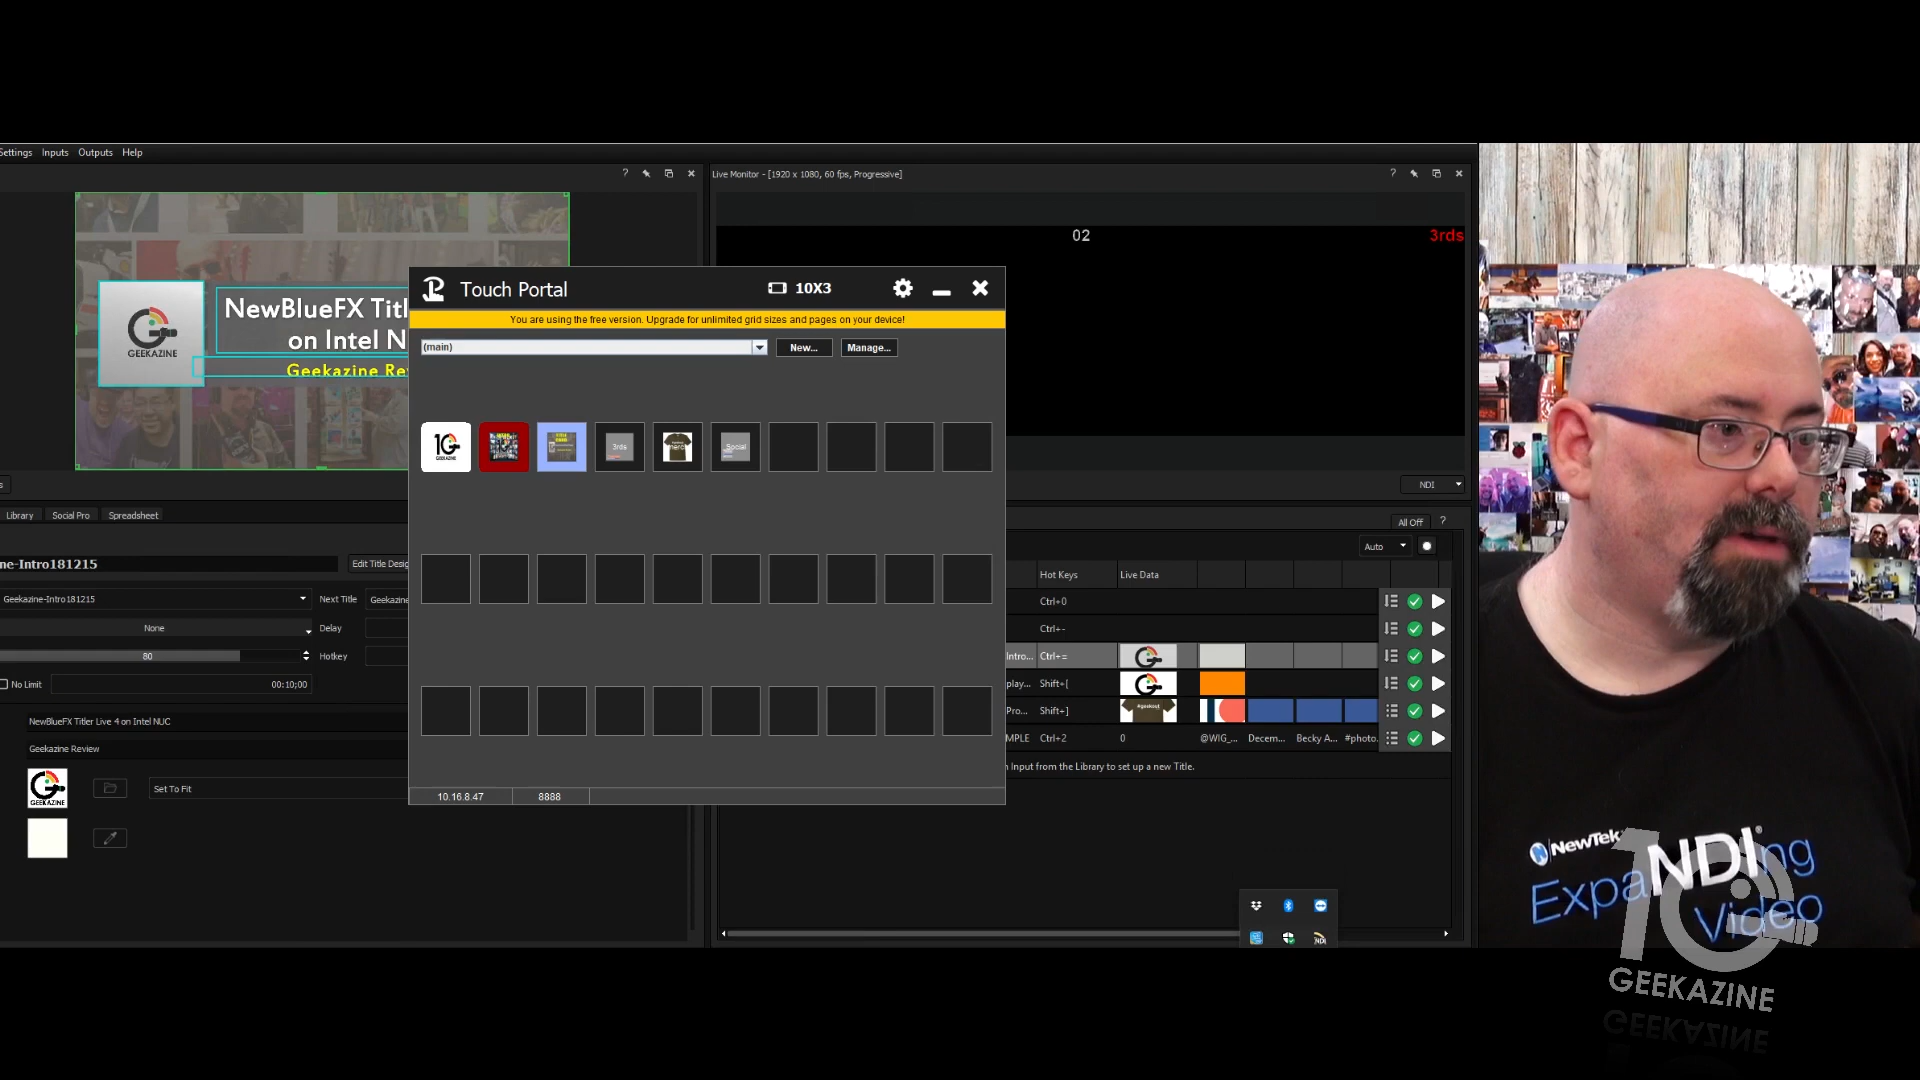 Settings Inputs Outputs Help
Live Monitor - [1920 x 1080, 60 fps, Progressive]
02
3rds
NewBlueFX Titl
on Intel N
Geekazine Re
GEEKAZINE
Touch Portal
10X3
You are using the free version. Upgrade for unlimited grid sizes and pages on your device!
(main)
New...
Manage...
3rds
Social
NDI
Library
Social Pro
Spreadsheet
All Off
Auto
ne-Intro181215
Edit Title Desig
Hot Keys
Live Data
Geekazine-Intro181215
Next Title
Geekazine
Ctrl+0
None
Delay
Ctrl+-
80
Hotkey
Intro...
Ctrl+=
No Limit
00:10;00
play...
Shift+[
Pro...
Shift+]
NewBlueFX Titler Live 4 on Intel NUC
MPLE
Ctrl+2
0
@WIG_...
Decem...
Becky A...
#photo.
Geekazine Review
n Input from the Library to set up a new Title.
GEEKAZINE
Set To Fit
10.16.8.47
8888
NDI
NewTek
ExpaNDIng
Video
10
GEEKAZINE